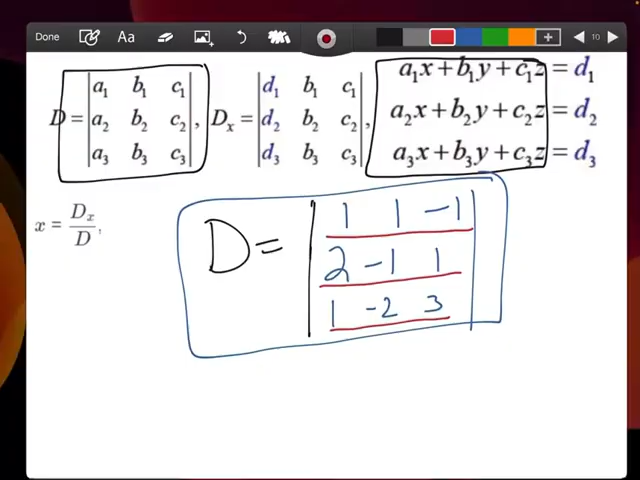 Done Aa 10
a₁x + b₁y + c₁z = d₁
D = |a₁ b₁ c₁|, Dₓ = |d₁ b₁ c₁|,
|a₂ b₂ c₂| |d₂ b₂ c₂| a₂x + b₂y + c₂z = d₂
|a₃ b₃ c₃| |d₃ b₃ c₃| a₃x + b₃y + c₃z = d₃
x = Dₓ/D,
D = |1 1 -1|
|2 -1 1|
|1 -2 3|